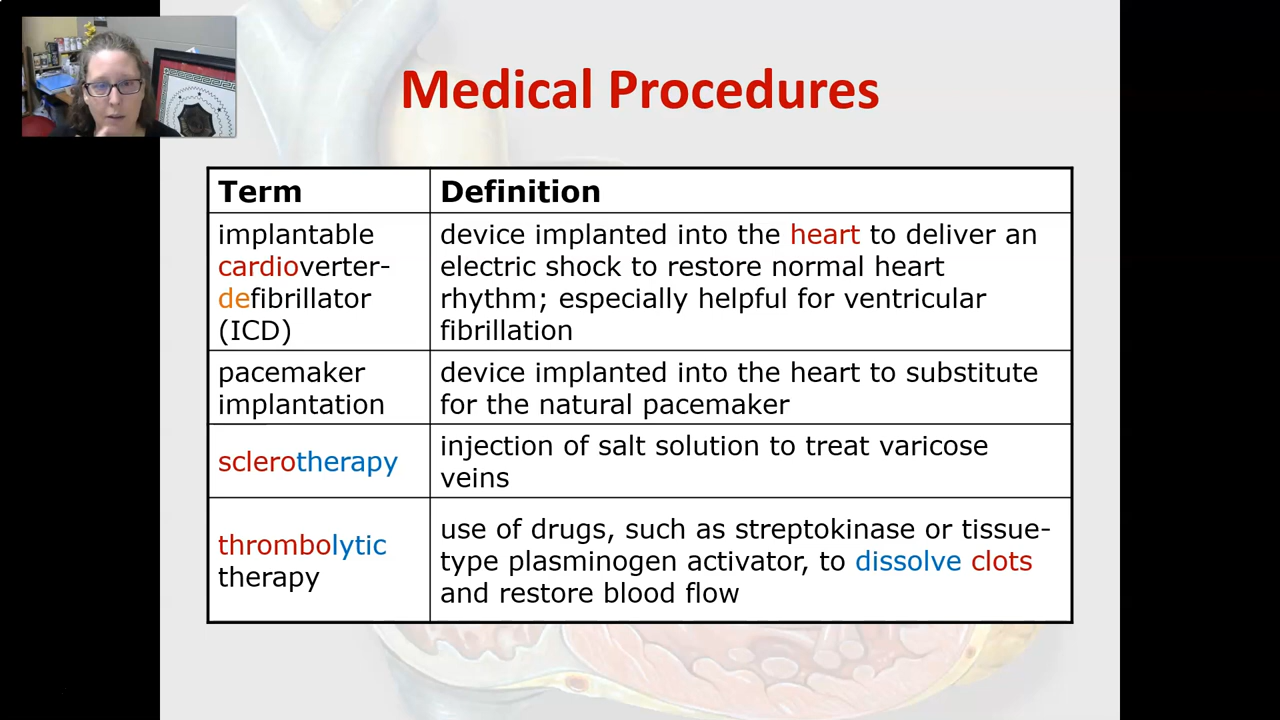 Medical Procedures
Term
Definition
implantable
cardioverter-
defibrillator
(ICD)
device implanted into the heart to deliver an
electric shock to restore normal heart
rhythm; especially helpful for ventricular
fibrillation
pacemaker
implantation
device implanted into the heart to substitute
for the natural pacemaker
sclerotherapy
injection of salt solution to treat varicose
veins
thrombolytic
therapy
use of drugs, such as streptokinase or tissue-
type plasminogen activator, to dissolve clots
and restore blood flow